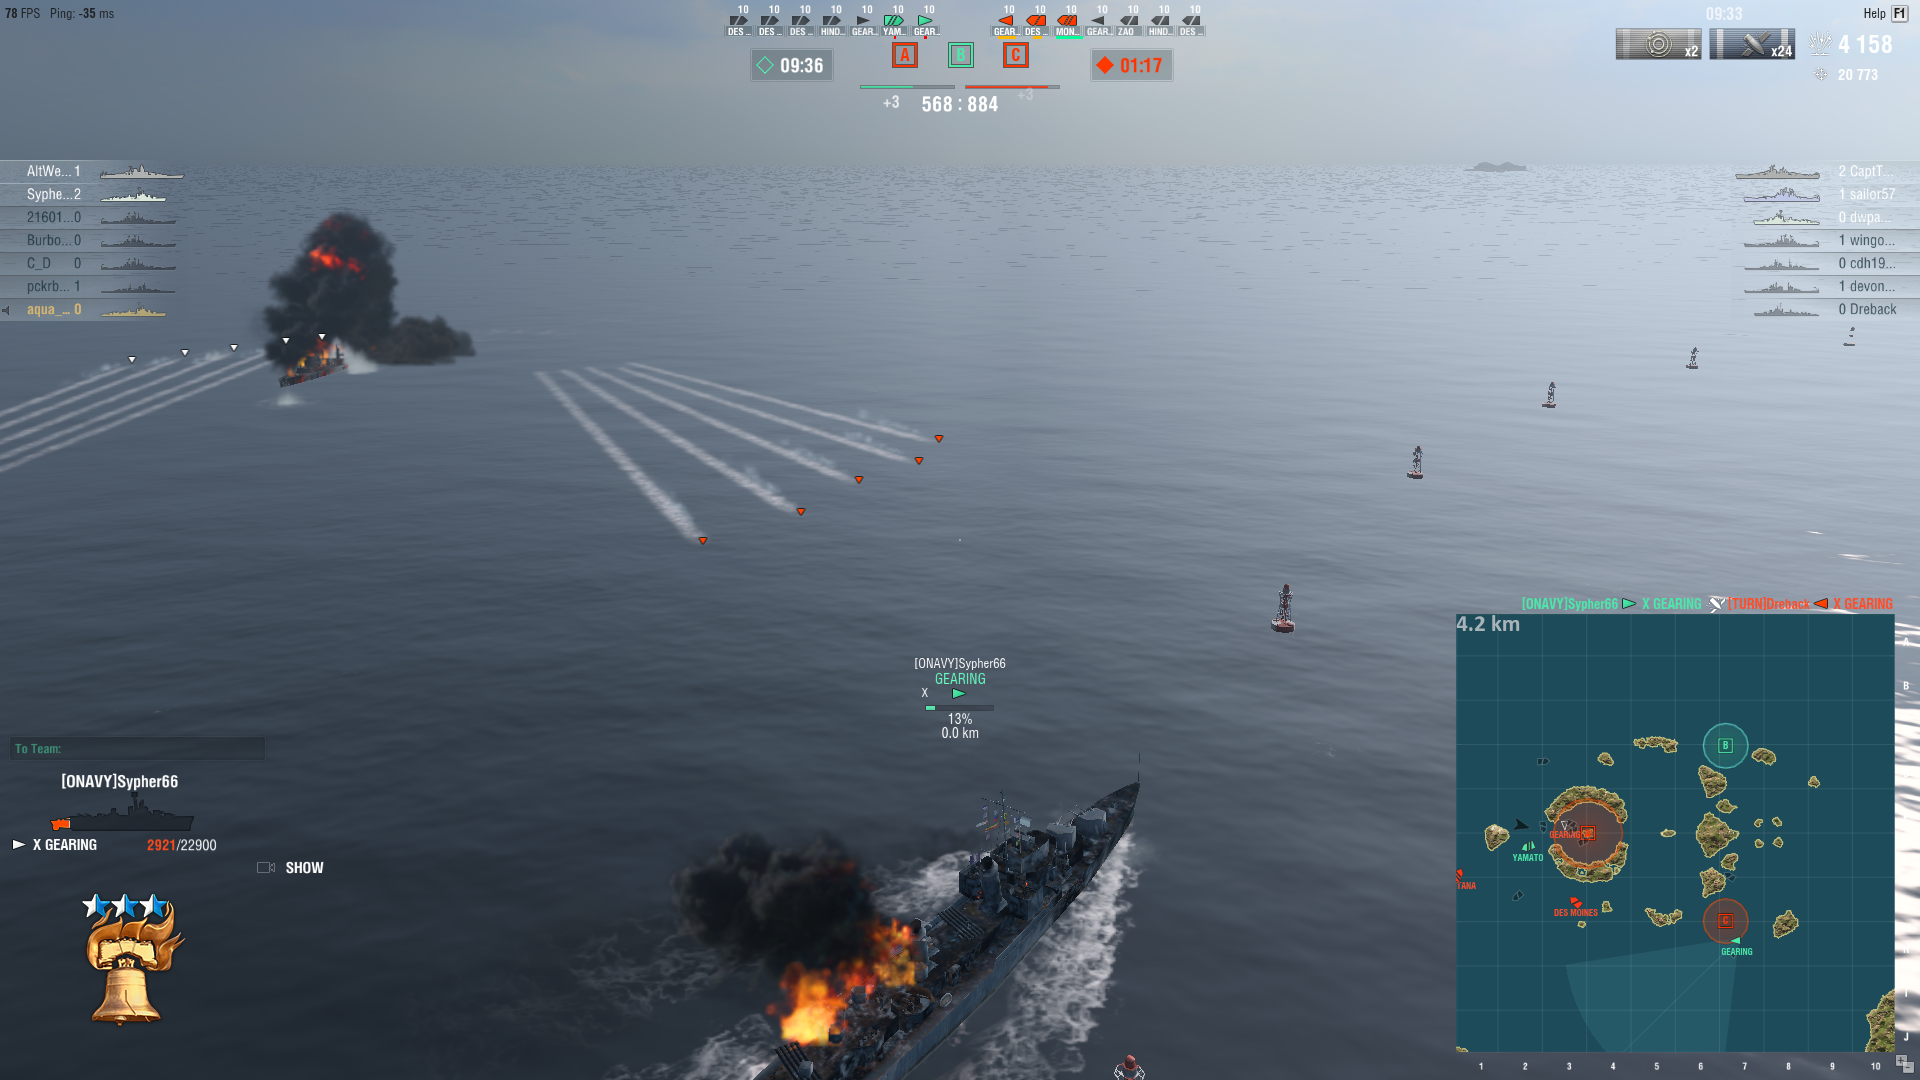 78 FPS Ping: -35 ms
10 10 10 10 10 10 10
DES ... DES ... DES ... HIND... GEAR... YAM... GEAR...
10 10 10 10 10 10 10
GEAR... DES ... MON... GEAR... ZAO HIND... DES ...
09:33
Help F1
A B C
09:36
01:17
x2
x24
4 158
20 773
+3 568 : 884 +3
AltWe... 1
Syphe... 2
21601... 0
Burbo... 0
C_D 0
pckrb... 1
aqua_... 0
2 CaptT...
1 sailor57
0 dwpa...
1 wingo...
0 cdh19...
1 devon...
0 Dreback
[ONAVY]Sypher66 X GEARING [TURN]Dreback X GEARING
4.2 km
[ONAVY]Sypher66
GEARING
X
13%
0.0 km
To Team:
[ONAVY]Sypher66
X GEARING 2921/22900
SHOW
A
B
B
GEARING
YAMATO
TANA
DES MOINES
C
GEARING
J
1 2 3 4 5 6 7 8 9 10